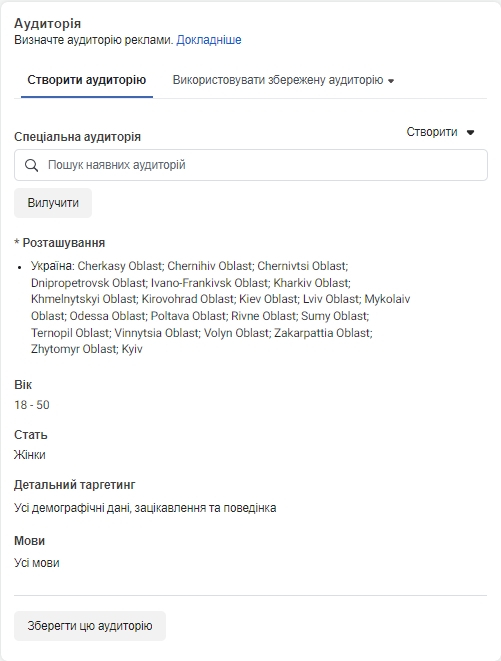 Аудиторія
Визначте аудиторію реклами. Докладніше
Створити аудиторію Використовувати збережену аудиторію
Спеціальна аудиторія Створити
Пошук наявних аудиторій
Вилучити
* Розташування
• Україна: Cherkasy Oblast; Chernihiv Oblast; Chernivtsi Oblast;
Dnipropetrovsk Oblast; Ivano-Frankivsk Oblast; Kharkiv Oblast;
Khmelnytskyi Oblast; Kirovohrad Oblast; Kiev Oblast; Lviv Oblast; Mykolaiv
Oblast; Odessa Oblast; Poltava Oblast; Rivne Oblast; Sumy Oblast;
Ternopil Oblast; Vinnytsia Oblast; Volyn Oblast; Zakarpattia Oblast;
Zhytomyr Oblast; Kyiv
Вік
18 - 50
Стать
Жінки
Детальний таргетинг
Усі демографічні дані, зацікавлення та поведінка
Мови
Усі мови
Зберегти цю аудиторію